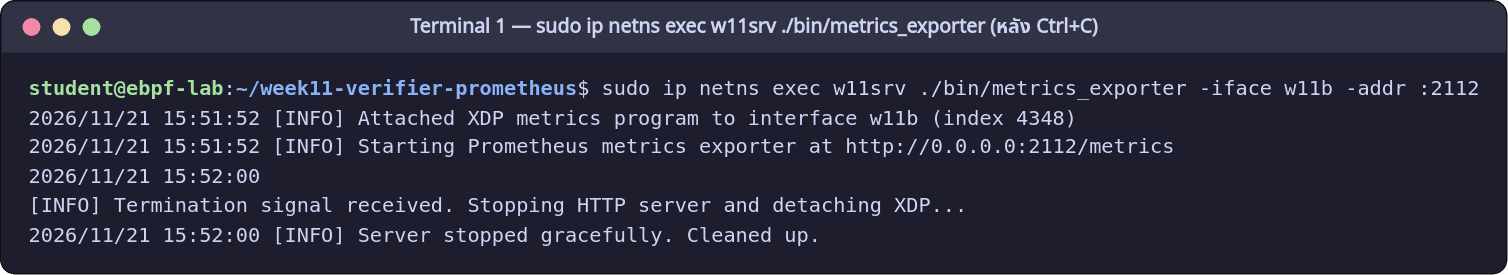 Terminal 1 — sudo ip netns exec w11srv ./bin/metrics_exporter (หลัง Ctrl+C)
student@ebpf-lab:~/week11-verifier-prometheus$ sudo ip netns exec w11srv ./bin/metrics_exporter -iface w11b -addr :2112
2026/11/21 15:51:52 [INFO] Attached XDP metrics program to interface w11b (index 4348)
2026/11/21 15:51:52 [INFO] Starting Prometheus metrics exporter at http://0.0.0.0:2112/metrics
2026/11/21 15:52:00
[INFO] Termination signal received. Stopping HTTP server and detaching XDP...
2026/11/21 15:52:00 [INFO] Server stopped gracefully. Cleaned up.